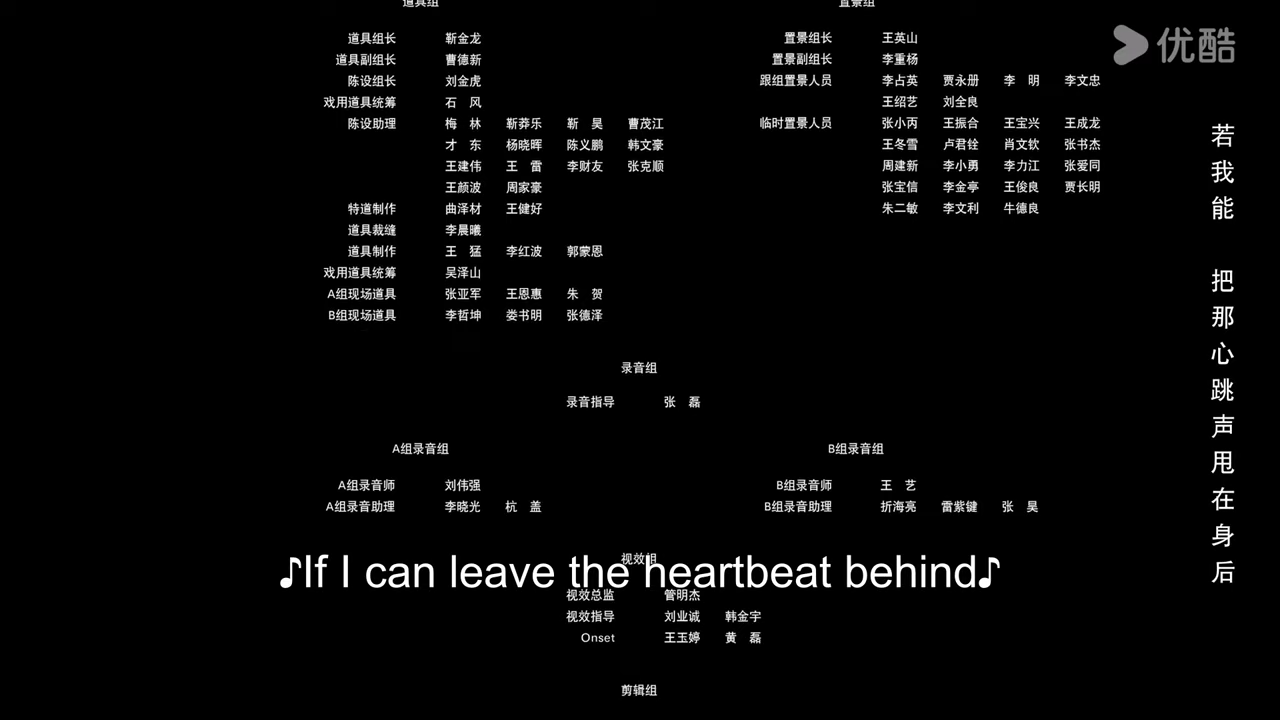 道具组
道具组长 靳金龙
道具副组长 曹德新
陈设组长 刘金虎
戏用道具统筹 石 风
陈设助理 梅 林 靳莽乐 靳 昊 曹茂江
才 东 杨晓晖 陈义鹏 韩文豪
王建伟 王 雷 李财友 张克顺
王颜波 周家豪
特道制作 曲泽材 王健好
道具裁缝 李晨曦
道具制作 王 猛 李红波 郭蒙恩
戏用道具统筹 吴泽山
A组现场道具 张亚军 王恩惠 朱 贺
B组现场道具 李哲坤 娄书明 张德泽
置景组
置景组长 王英山
置景副组长 李重杨
跟组置景人员 李占英 贾永册 李 明 李文忠
王绍艺 刘全良
临时置景人员 张小丙 王振合 王宝兴 王成龙
王冬雪 卢君铨 肖文钦 张书杰
周建新 李小勇 李力江 张爱同
张宝信 李金亭 王俊良 贾长明
朱二敏 李文利 牛德良
录音组
录音指导 张 磊
A组录音组
A组录音师 刘伟强
A组录音助理 李晓光 杭 盖
B组录音组
B组录音师 王 艺
B组录音助理 折海亮 雷紫键 张 昊
视效组
♪If I can leave the heartbeat behind♪
视效总监 管明杰
视效指导 刘业诚 韩金宇
Onset 王玉婷 黄 磊
剪辑组
优酷
若我能 把那心跳声甩在身后